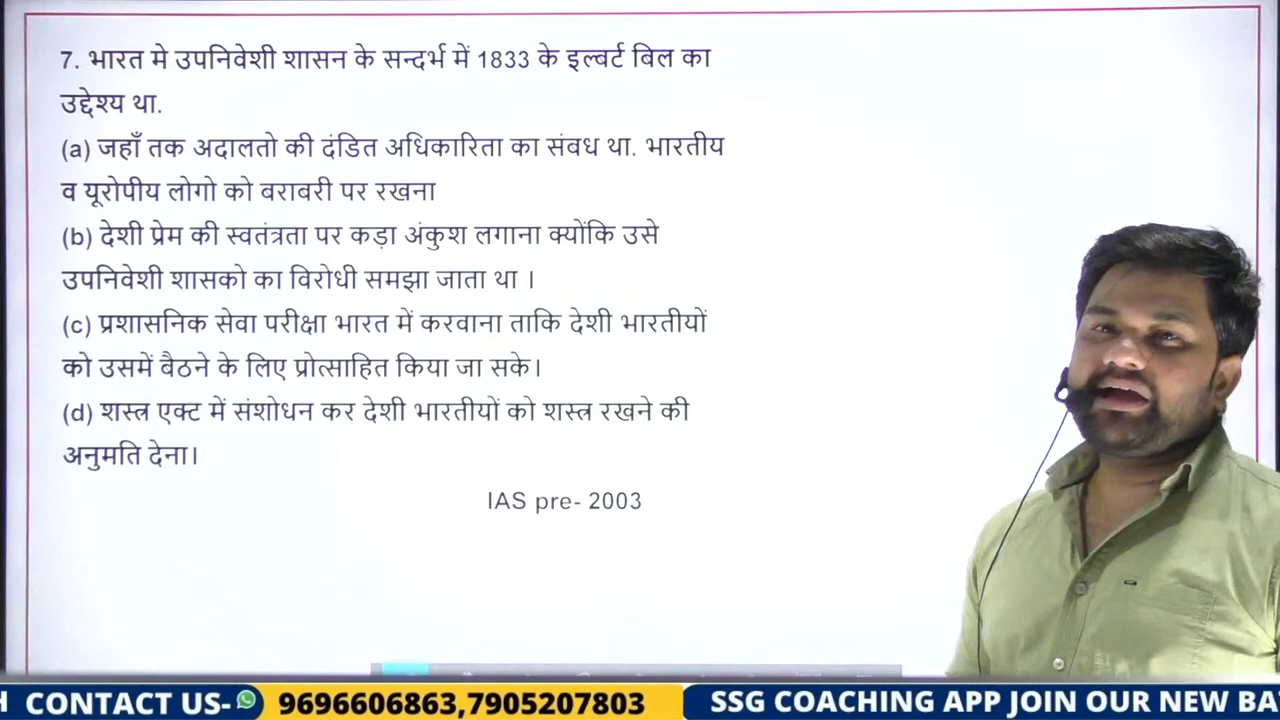 7. भारत मे उपनिवेशी शासन के सन्दर्भ में 1833 के इल्बर्ट बिल का
उद्देश्य था.
(a) जहाँ तक अदालतो की दंडित अधिकारिता का संबध था. भारतीय
व यूरोपीय लोगो को बराबरी पर रखना
(b) देशी प्रेम की स्वतंत्रता पर कड़ा अंकुश लगाना क्योंकि उसे
उपनिवेशी शासको का विरोधी समझा जाता था ।
(c) प्रशासनिक सेवा परीक्षा भारत में करवाना ताकि देशी भारतीयों
को उसमें बैठने के लिए प्रोत्साहित किया जा सके।
(d) शस्त्र एक्ट में संशोधन कर देशी भारतीयों को शस्त्र रखने की
अनुमति देना।
IAS pre- 2003
H CONTACT US- 9696606863,7905207803 SSG COACHING APP JOIN OUR NEW BA